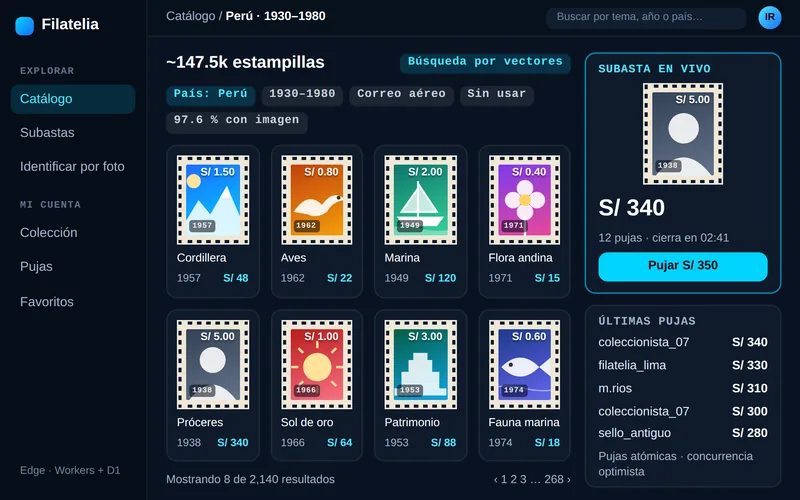 Filatelia
EXPLORAR
Catálogo
Subastas
Identificar por foto
MI CUENTA
Colección
Pujas
Favoritos
Edge · Workers + D1
Catálogo / Perú · 1930–1980
Buscar por tema, año o país…
IR
~147.5k estampillas
Búsqueda por vectores
País: Perú
1930–1980
Correo aéreo
Sin usar
97.6 % con imagen
S/ 1.50
1957
Cordillera
1957 S/ 48
S/ 0.80
1962
Aves
1962 S/ 22
S/ 2.00
1949
Marina
1949 S/ 120
S/ 0.40
1971
Flora andina
1971 S/ 15
S/ 5.00
1938
Próceres
1938 S/ 340
S/ 1.00
1966
Sol de oro
1966 S/ 64
S/ 3.00
1953
Patrimonio
1953 S/ 88
S/ 0.60
1974
Fauna marina
1974 S/ 18
Mostrando 8 de 2,140 resultados
‹ 1 2 3 … 268 ›
SUBASTA EN VIVO
S/ 5.00
1938
S/ 340
12 pujas · cierra en 02:41
Pujar S/ 350
ÚLTIMAS PUJAS
coleccionista_07 S/ 340
filatelia_lima S/ 330
m.rios S/ 310
coleccionista_07 S/ 300
sello_antiguo S/ 280
Pujas atómicas · concurrencia
optimista